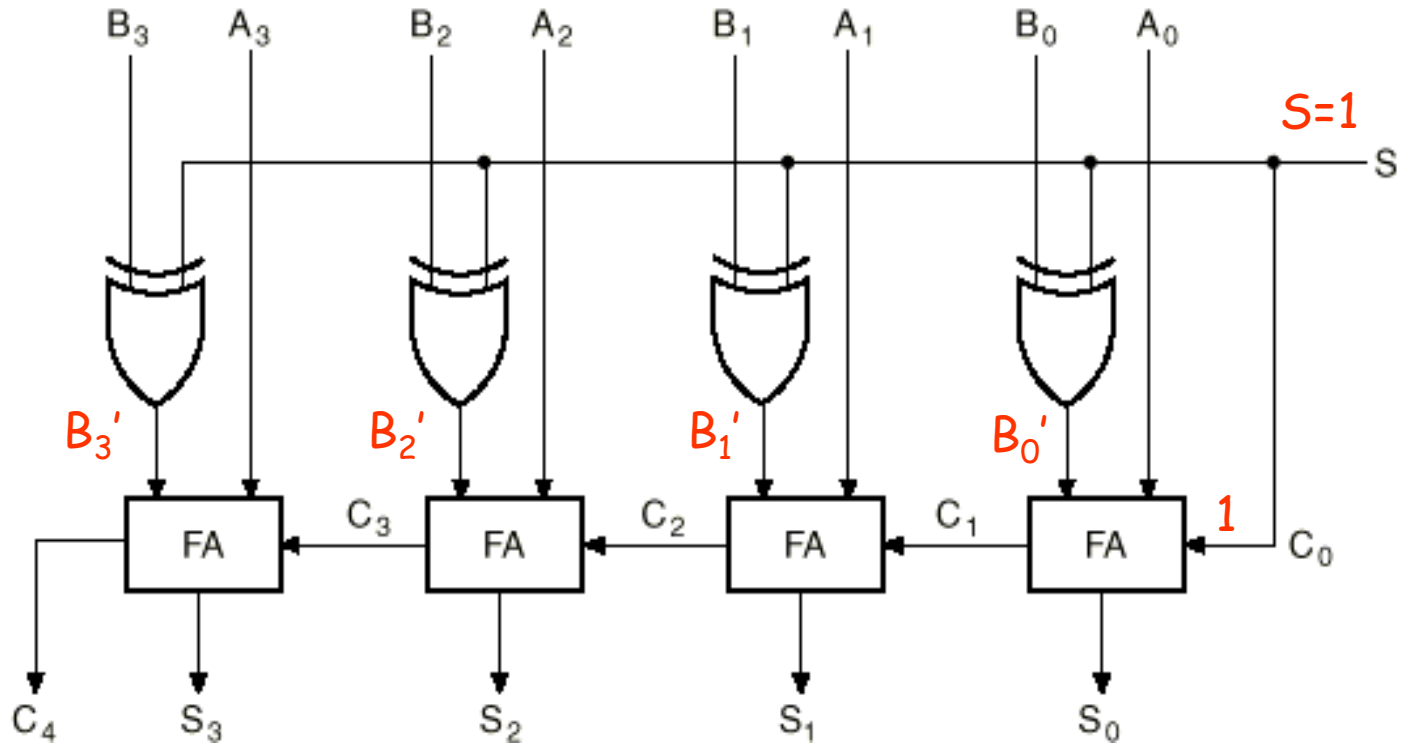 B₃ A₃ B₂ A₂ B₁ A₁ B₀ A₀
S=1
S
B₃' B₂' B₁' B₀'
FA C₃ FA C₂ FA C₁ FA 1 C₀
C₄ S₃ S₂ S₁ S₀